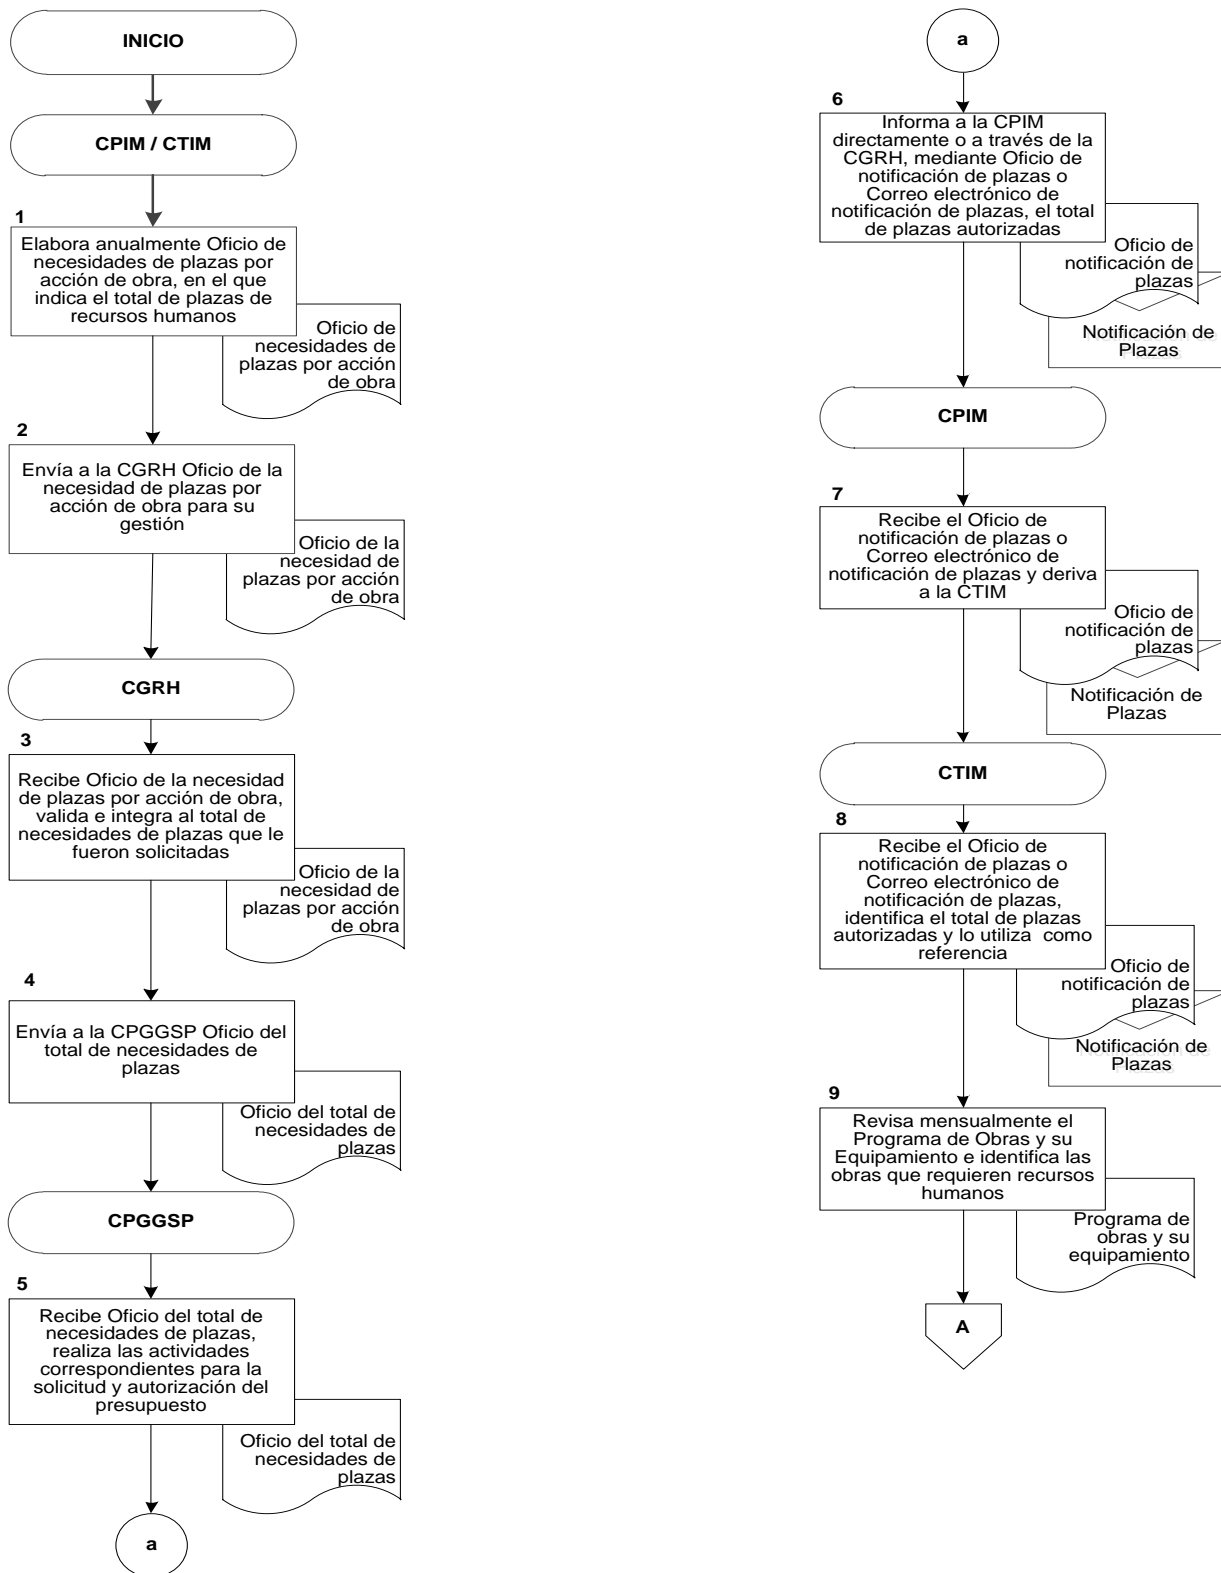 INICIO
CPIM / CTIM
1
Elabora anualmente Oficio de
necesidades de plazas por
acción de obra, en el que
indica el total de plazas de
recursos humanos
Oficio de
necesidades de
plazas por acción
de obra
2
Envía a la CGRH Oficio de la
necesidad de plazas por
acción de obra para su
gestión
Oficio de la
necesidad de
plazas por acción
de obra
CGRH
3
Recibe Oficio de la necesidad
de plazas por acción de obra,
valida e integra al total de
necesidades de plazas que le
fueron solicitadas
Oficio de la
necesidad de
plazas por acción
de obra
4
Envía a la CPGGSP Oficio del
total de necesidades de
plazas
Oficio del total de
necesidades de
plazas
CPGGSP
5
Recibe Oficio del total de
necesidades de plazas,
realiza las actividades
correspondientes para la
solicitud y autorización del
presupuesto
Oficio del total de
necesidades de
plazas
a
a
6
Informa a la CPIM
directamente o a través de la
CGRH, mediante Oficio de
notificación de plazas o
Correo electrónico de
notificación de plazas, el total
de plazas autorizadas
Oficio de
notificación de
plazas
Notificación de
Plazas
CPIM
7
Recibe el Oficio de
notificación de plazas o
Correo electrónico de
notificación de plazas y deriva
a la CTIM
Oficio de
notificación de
plazas
Notificación de
Plazas
CTIM
8
Recibe el Oficio de
notificación de plazas o
Correo electrónico de
notificación de plazas,
identifica el total de plazas
autorizadas y lo utiliza como
referencia
Oficio de
notificación de
plazas
Notificación de
Plazas
9
Revisa mensualmente el
Programa de Obras y su
Equipamiento e identifica las
obras que requieren recursos
humanos
Programa de
obras y su
equipamiento
A